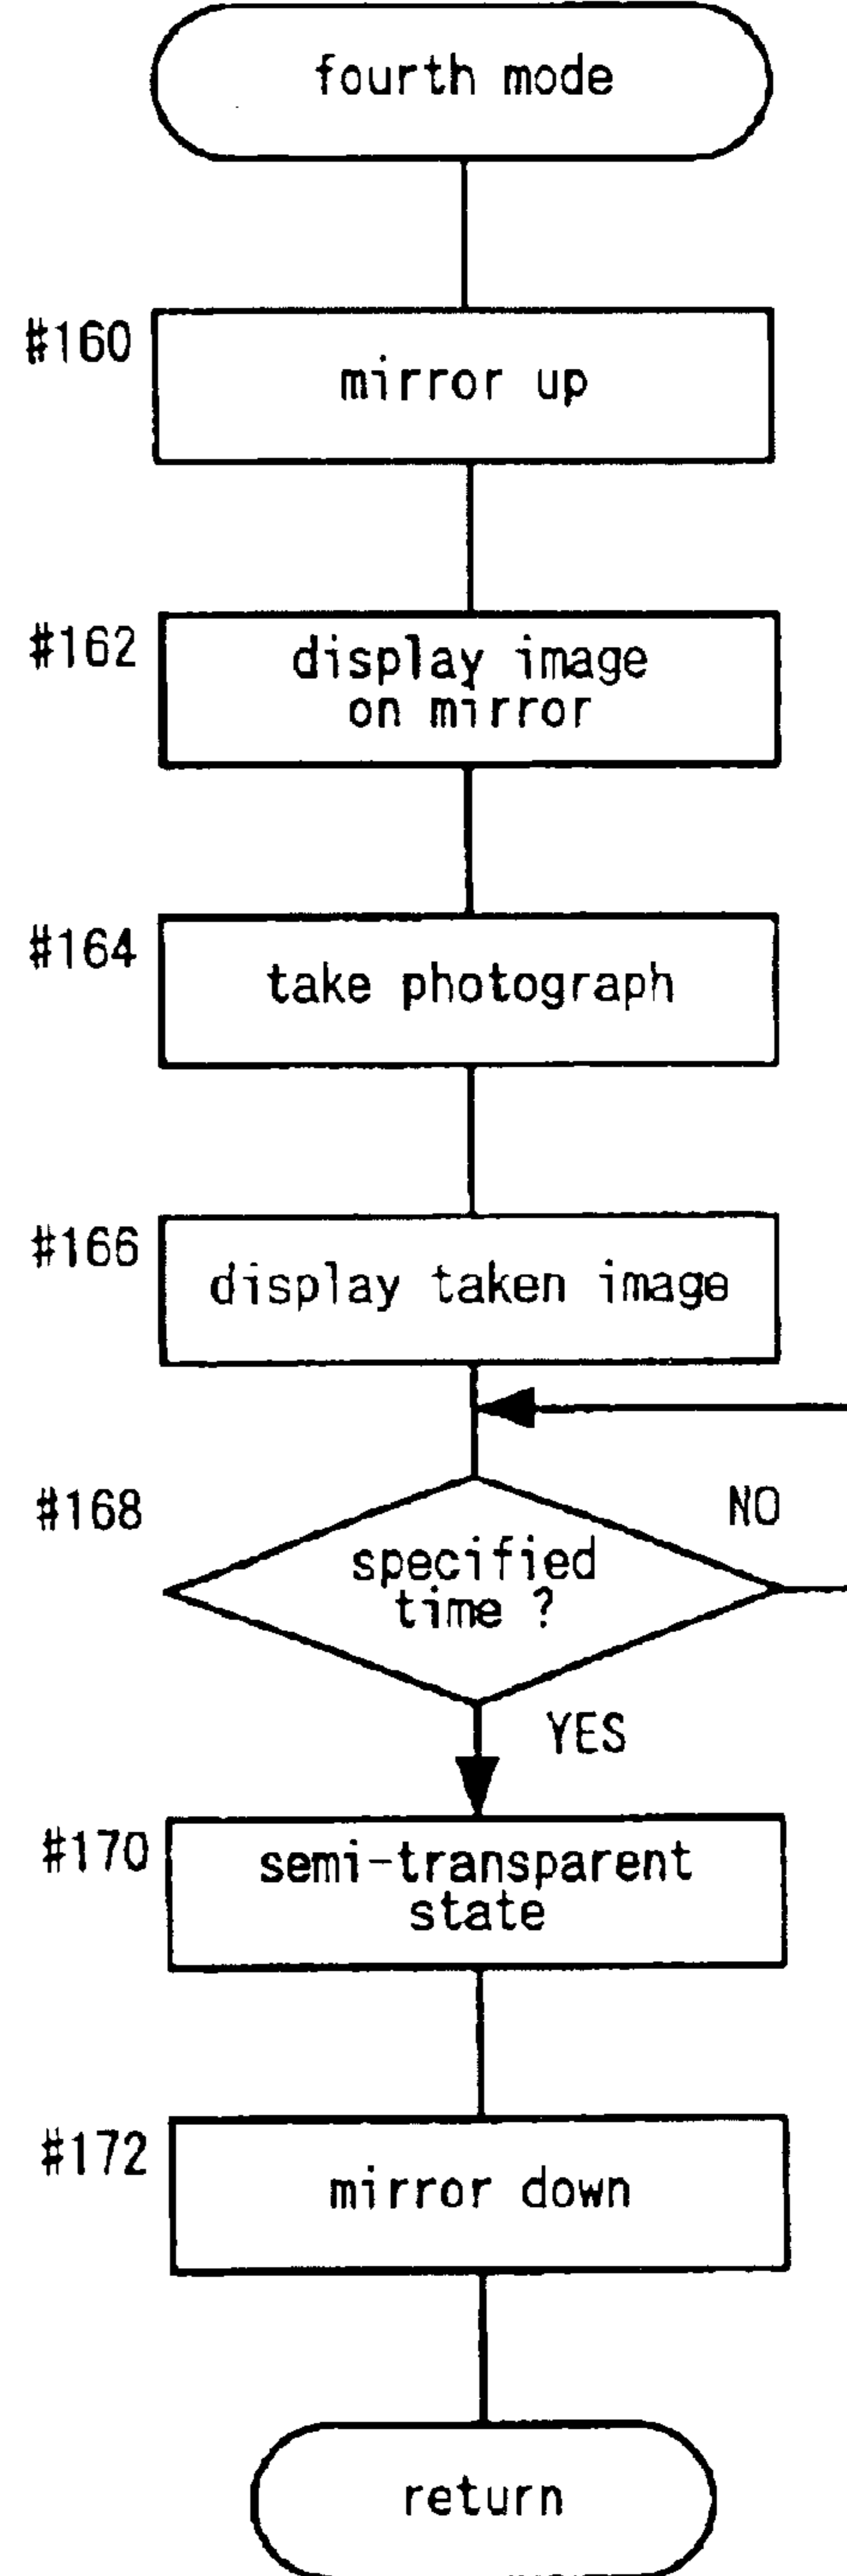 fourth mode
#160
mirror up
#162
display image
on mirror
#164
take photograph
#166
display taken image
#168
NO
specified
time ?
YES
#170
semi-transparent
state
#172
mirror down
return